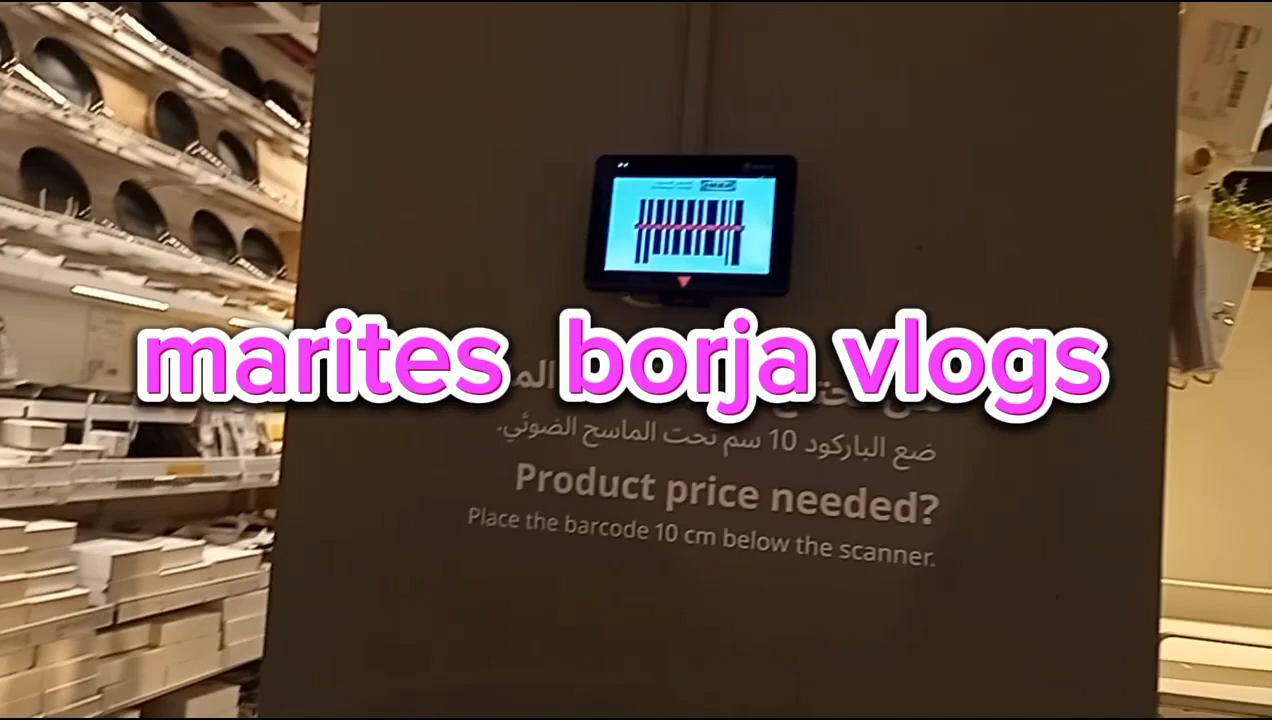 marites borja vlogs
ضع الباركود 10 سم تحت الماسح الضوئي.
Product price needed?
Place the barcode 10 cm below the scanner.